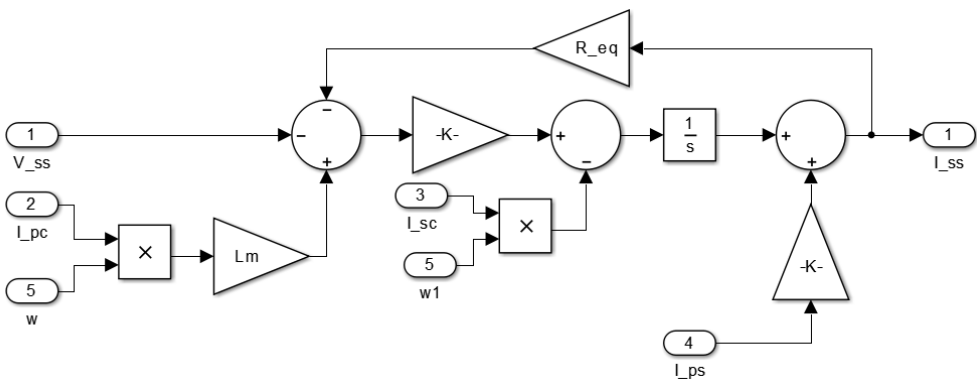 R_eq
1
V_ss
−
−
+
-K-
+
−
1
s
+
+
1
I_ss
2
I_pc
×
Lm
3
I_sc
×
5
w
5
w1
-K-
4
I_ps